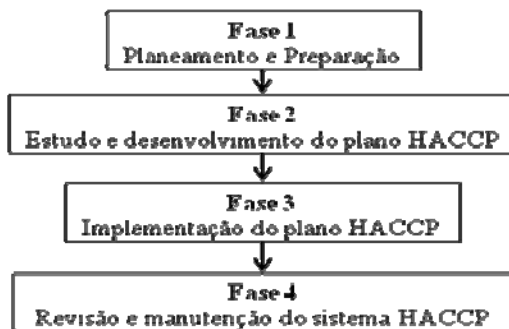 Fase 1
Planeamento e Preparação
Fase 2
Estudo e desenvolvimento do plano HACCP
Fase 3
Implementação do plano HACCP
Fase 4
Revisão e manutenção do sistema HACCP